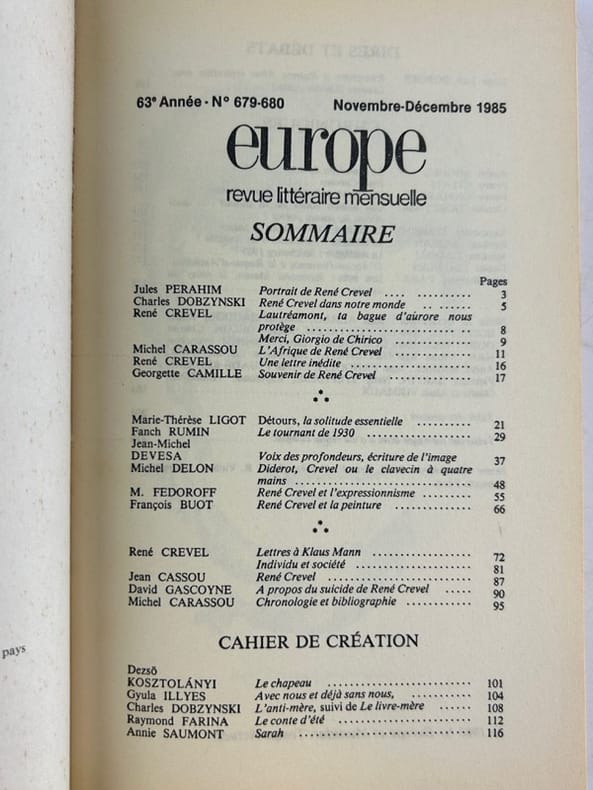 63e Année - N° 679-680 Novembre-Décembre 1985
europe
revue littéraire mensuelle
SOMMAIRE
Pages
Jules PERAHIM Portrait de René Crevel .... .......... 3
Charles DOBZYNSKI René Crevel dans notre monde .. ...... 5
René CREVEL Lautréamont, ta bague d'aurore nous
protège ........................... .. 8
Merci, Giorgio de Chirico ............. 9
Michel CARASSOU L'Afrique de René Crevel ............. 11
René CREVEL Une lettre inédite ..................... 16
Georgette CAMILLE Souvenir de René Crevel .............. 17
Marie-Thérèse LIGOT Détours, la solitude essentielle .......... 21
Fanch RUMIN Le tournant de 1930 .................. 29
Jean-Michel
DEVESA Voix des profondeurs, écriture de l'image 37
Michel DELON Diderot, Crevel ou le clavecin à quatre
mains ................................ 48
M. FEDOROFF René Crevel et l'expressionnisme ......... 55
François BUOT René Crevel et la peinture ............. 66
René CREVEL Lettres à Klaus Mann .................. 72
Individu et société .................... 81
Jean CASSOU René Crevel ......................... 87
David GASCOYNE A propos du suicide de René Crevel ..... 90
Michel CARASSOU Chronologie et bibliographie ............ 95
CAHIER DE CRÉATION
Dezsö
KOSZTOLÁNYI Le chapeau .......................... 101
Gyula ILLYES Avec nous et déjà sans nous, ........... 104
Charles DOBZYNSKI L'anti-mère, suivi de Le livre-mère ...... 108
Raymond FARINA Le conte d'été ....................... 112
Annie SAUMONT Sarah .............................. 116
pays